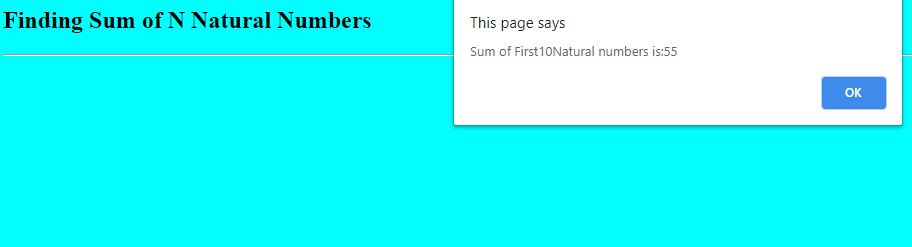 Finding Sum of N Natural Numbers
This page says
Sum of First10Natural numbers is:55
OK